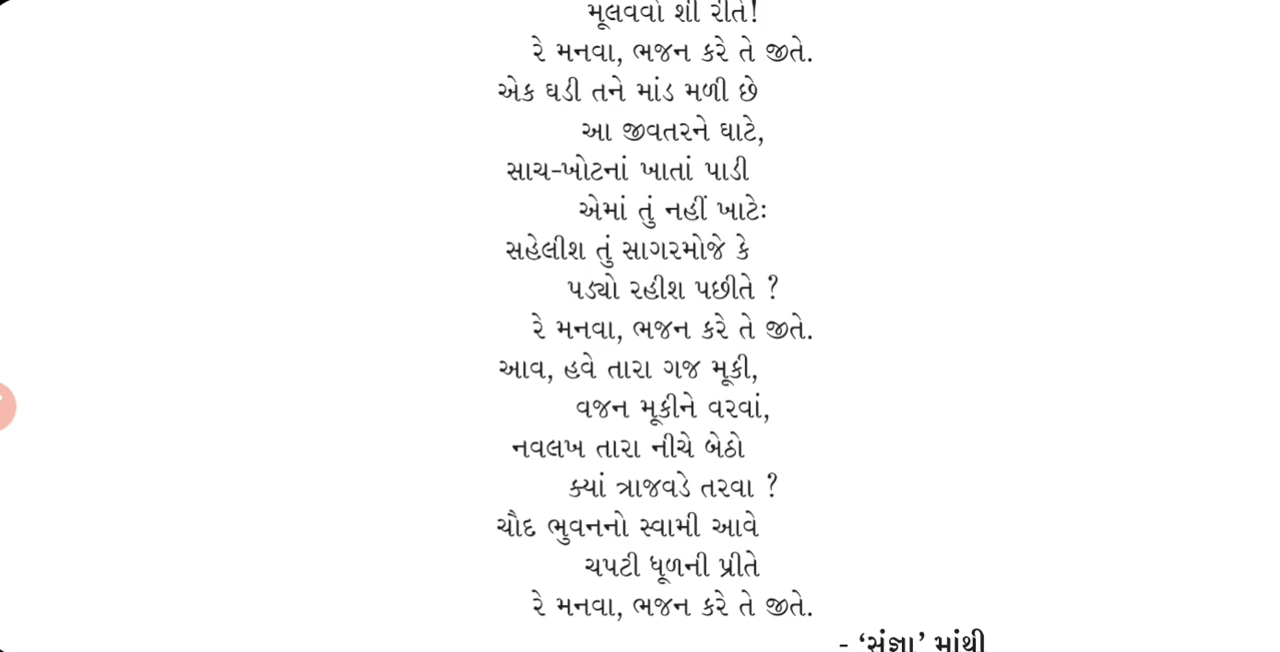 મૂલવવો શી રીતે!
રે મનવા, ભજન કરે તે જીતે.
એક ઘડી તને માંડ મળી છે
આ જીવતરને ઘાટે,
સાચ-ખોટનાં ખાતાં પાડી
એમાં તું નહીં ખાટેઃ
સહેલીશ તું સાગરમોજે કે
પડ્યો રહીશ પછીતે ?
રે મનવા, ભજન કરે તે જીતે.
આવ, હવે તારા ગજ મૂકી,
વજન મૂકીને વરવાં,
નવલખ તારા નીચે બેઠો
ક્યાં ત્રાજવડે તરવા ?
ચૌદ ભુવનનો સ્વામી આવે
ચપટી ધૂળની પ્રીતે
રે મનવા, ભજન કરે તે જીતે.
- ‘સંજ્ઞા’ માંથી